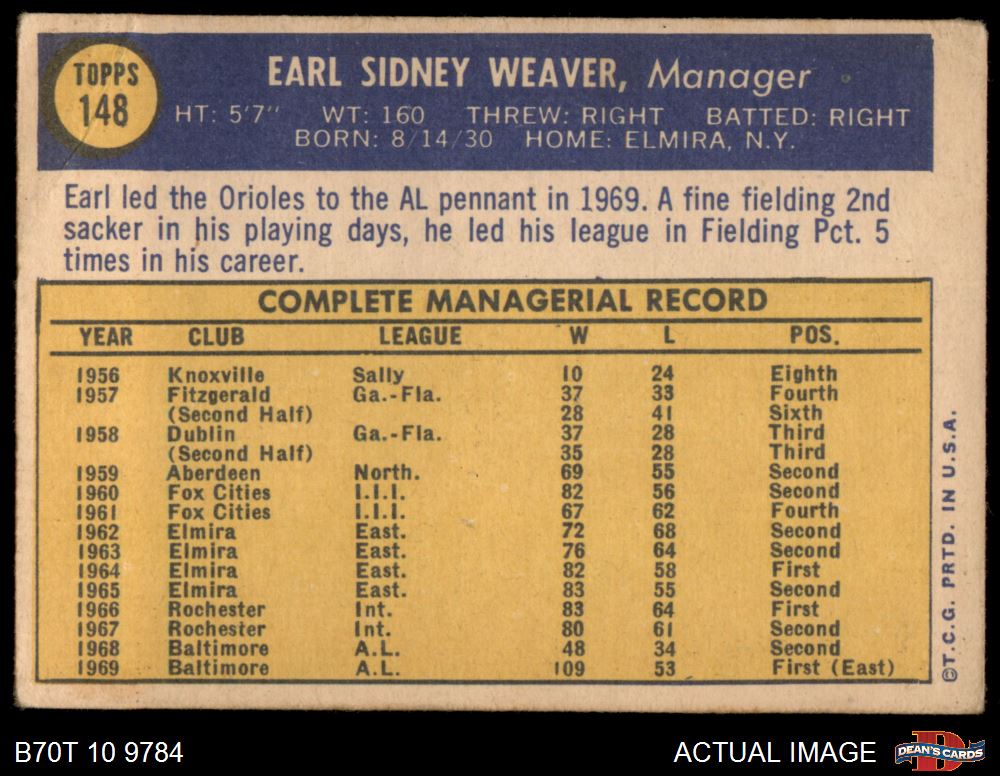 TOPPS
148
EARL SIDNEY WEAVER, Manager
HT: 5'7" WT: 160 THREW: RIGHT BATTED: RIGHT
BORN: 8/14/30 HOME: ELMIRA, N.Y.
Earl led the Orioles to the AL pennant in 1969. A fine fielding 2nd
sacker in his playing days, he led his league in Fielding Pct. 5
times in his career.
COMPLETE MANAGERIAL RECORD
YEAR CLUB LEAGUE W L POS.
1956 Knoxville Sally 10 24 Eighth
1957 Fitzgerald Ga.-Fla. 37 33 Fourth
(Second Half) 28 41 Sixth
1958 Dublin Ga.-Fla. 37 28 Third
(Second Half) 35 28 Third
1959 Aberdeen North. 69 55 Second
1960 Fox Cities I.I.I. 82 56 Second
1961 Fox Cities I.I.I. 67 62 Fourth
1962 Elmira East. 72 68 Second
1963 Elmira East. 76 64 Second
1964 Elmira East. 82 58 First
1965 Elmira East. 83 55 Second
1966 Rochester Int. 83 64 First
1967 Rochester Int. 80 61 Second
1968 Baltimore A.L. 48 34 Second
1969 Baltimore A.L. 109 53 First (East)
©T.C.G. PRTD. IN U.S.A.
B70T 10 9784
ACTUAL IMAGE
DEAN'S CARDS